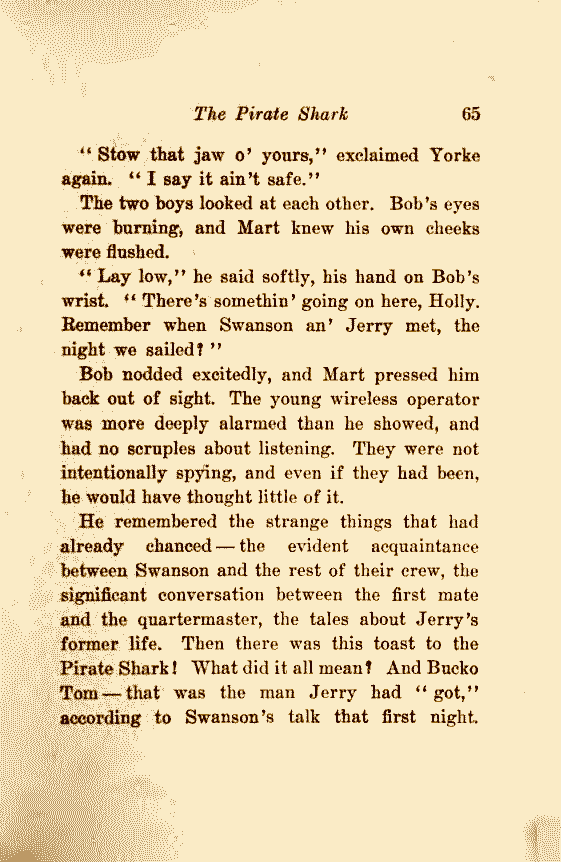 The Pirate Shark 65
“ Stow that jaw o’ yours,” exclaimed Yorke
again. “ I say it ain’t safe.”
The two boys looked at each other. Bob’s eyes
were burning, and Mart knew his own cheeks
were flushed.
“ Lay low,” he said softly, his hand on Bob’s
wrist. “ There’s somethin’ going on here, Holly.
Remember when Swanson an’ Jerry met, the
night we sailed? ”
Bob nodded excitedly, and Mart pressed him
back out of sight. The young wireless operator
was more deeply alarmed than he showed, and
had no scruples about listening. They were not
intentionally spying, and even if they had been,
he would have thought little of it.
He remembered the strange things that had
already chanced — the evident acquaintance
between Swanson and the rest of their crew, the
significant conversation between the first mate
and the quartermaster, the tales about Jerry’s
former life. Then there was this toast to the
Pirate Shark! What did it all mean? And Bucko
Tom — that was the man Jerry had “ got,”
according to Swanson’s talk that first night.